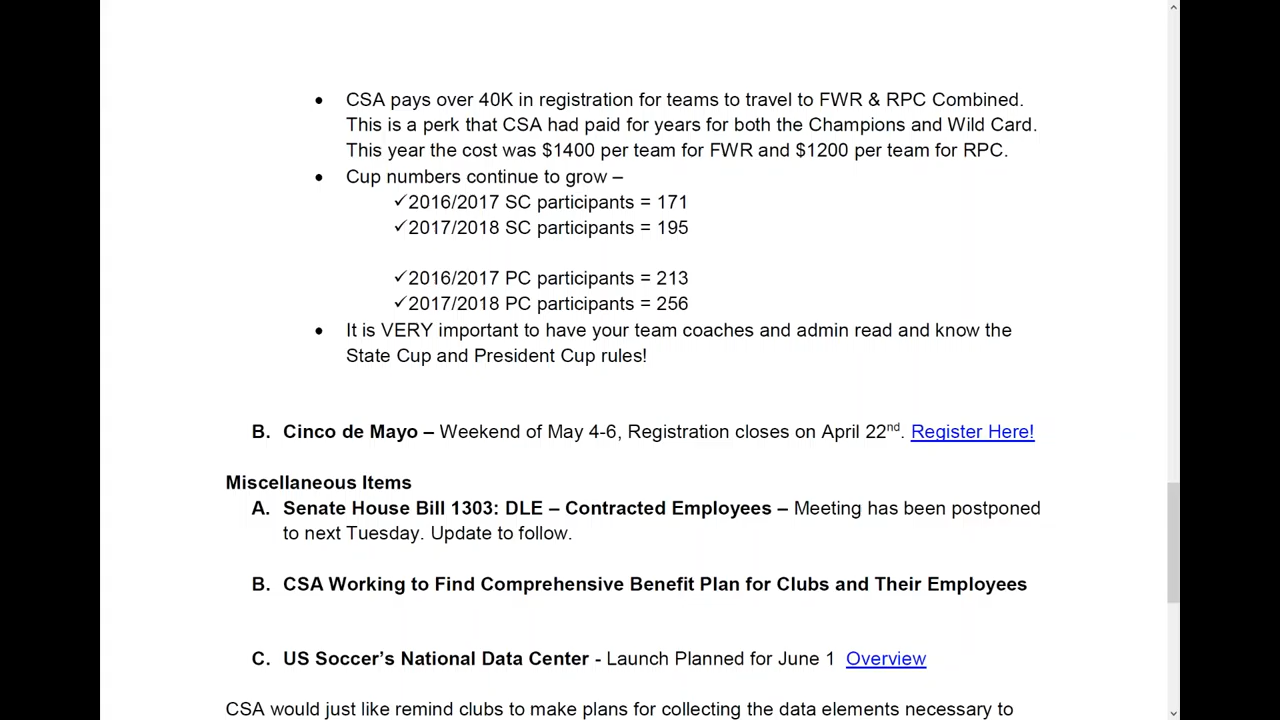 • CSA pays over 40K in registration for teams to travel to FWR & RPC Combined.
This is a perk that CSA had paid for years for both the Champions and Wild Card.
This year the cost was $1400 per team for FWR and $1200 per team for RPC.
• Cup numbers continue to grow –
✓2016/2017 SC participants = 171
✓2017/2018 SC participants = 195
✓2016/2017 PC participants = 213
✓2017/2018 PC participants = 256
• It is VERY important to have your team coaches and admin read and know the
State Cup and President Cup rules!
B. Cinco de Mayo – Weekend of May 4-6, Registration closes on April 22nd. Register Here!
Miscellaneous Items
A. Senate House Bill 1303: DLE – Contracted Employees – Meeting has been postponed
to next Tuesday. Update to follow.
B. CSA Working to Find Comprehensive Benefit Plan for Clubs and Their Employees
C. US Soccer’s National Data Center - Launch Planned for June 1 Overview
CSA would just like remind clubs to make plans for collecting the data elements necessary to